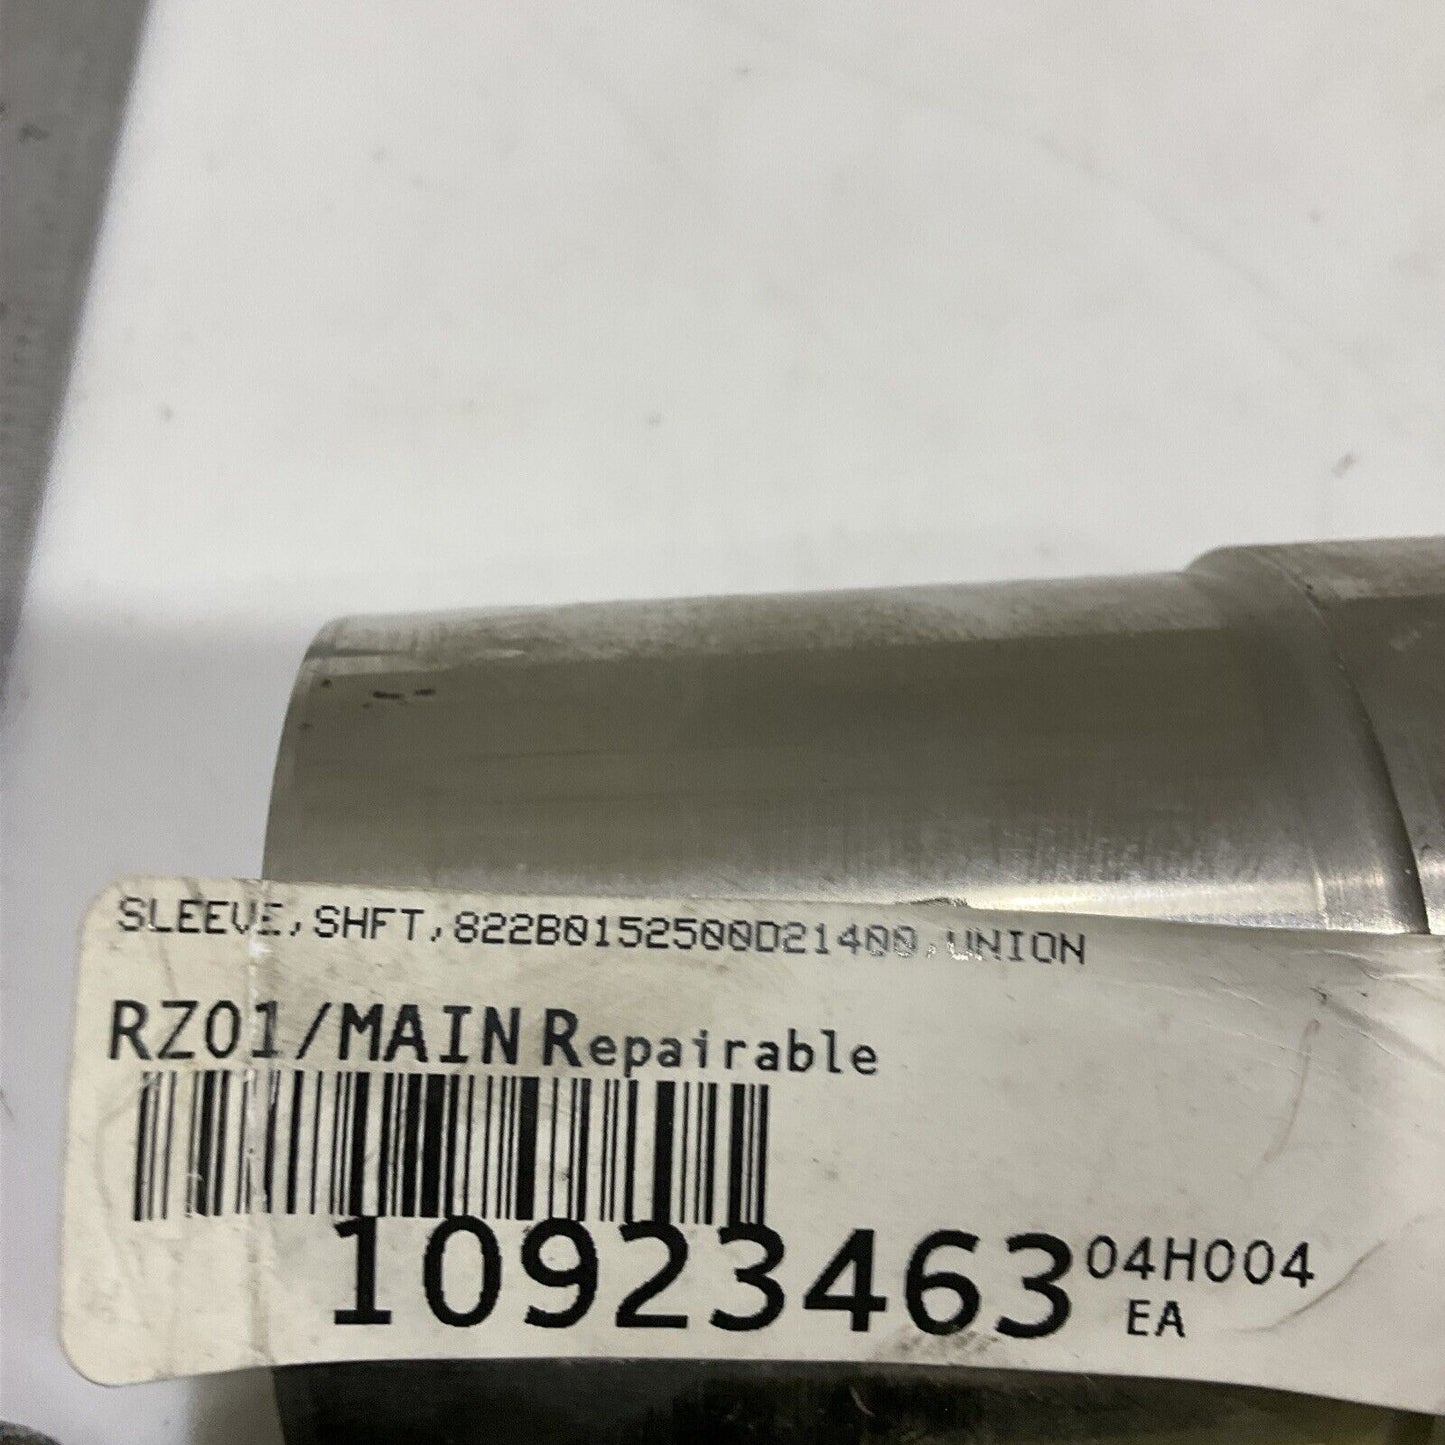 SLEEVE,SHFT,822B0152500D21400,UNION
RZ01/MAIN Repairable
10923463 04H004
EA